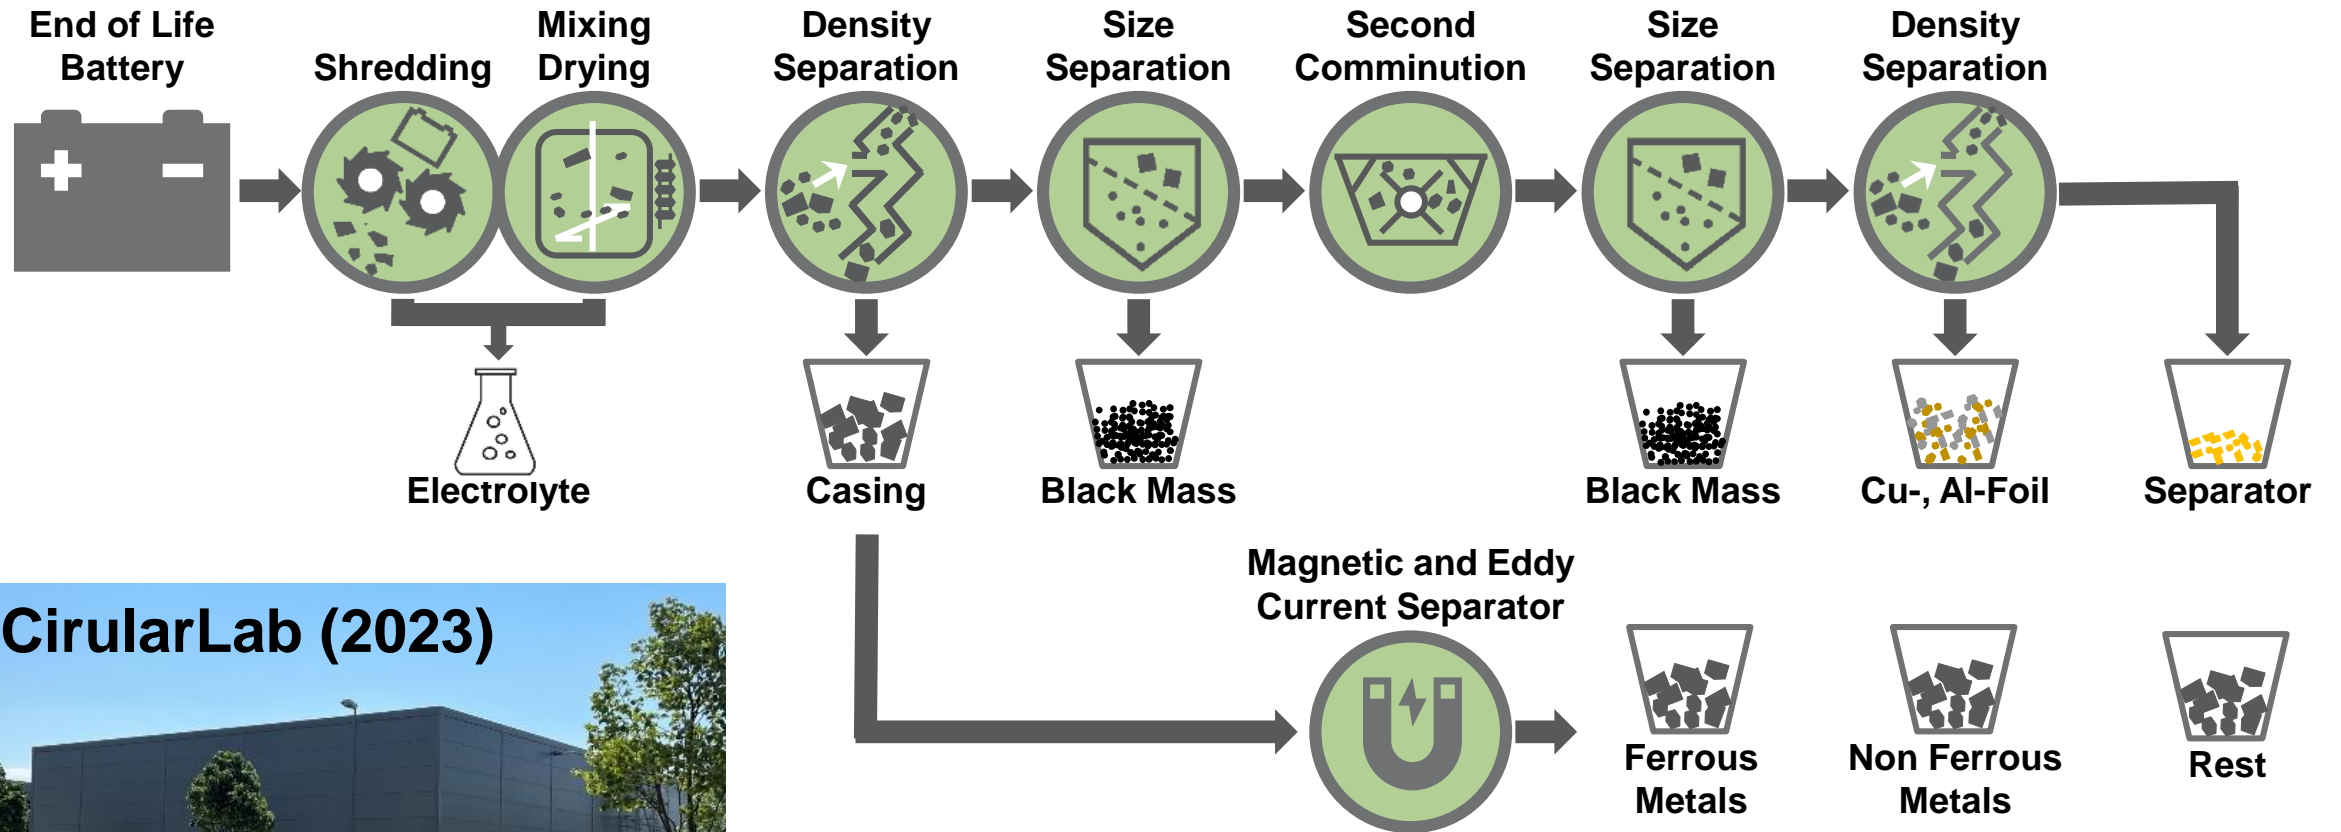 End of Life
Battery
Shredding
Mixing
Drying
Density
Separation
Size
Separation
Second
Comminution
Size
Separation
Density
Separation
Electrolyte
Casing
Black Mass
Black Mass
Cu-, Al-Foil
Separator
Magnetic and Eddy
Current Separator
CirularLab (2023)
Ferrous
Metals
Non Ferrous
Metals
Rest